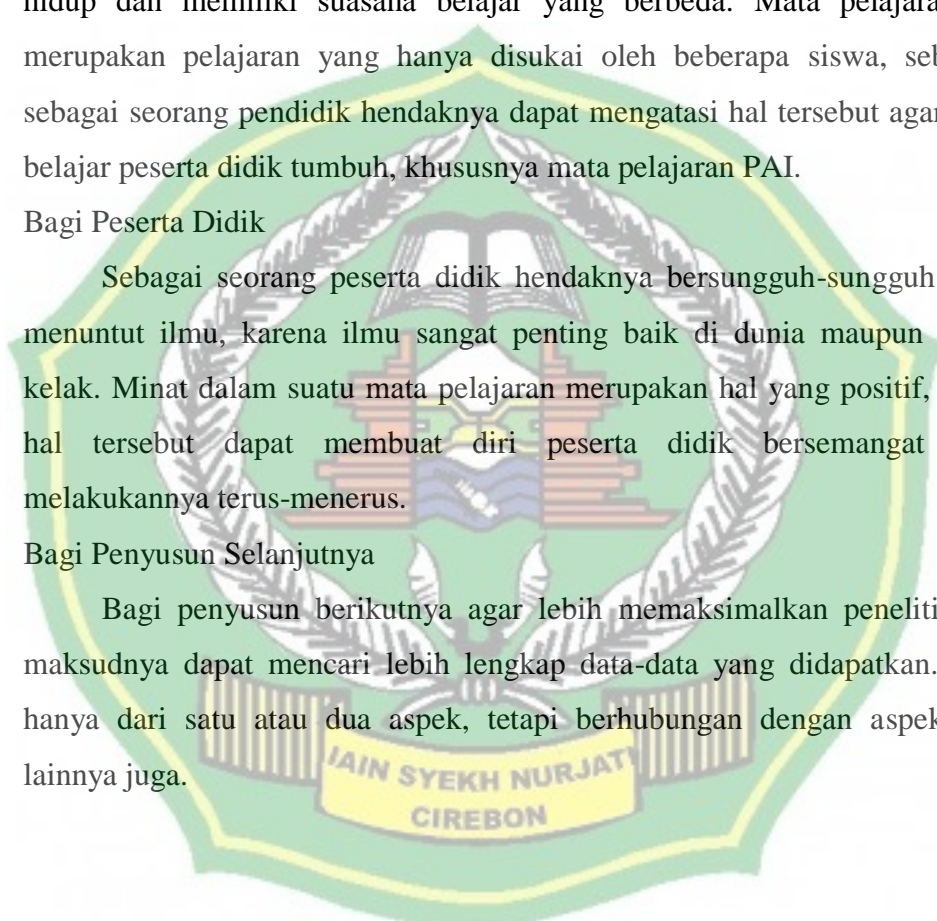 hidup dan memiliki suasana belajar yang berbeda. Mata pelajara
merupakan pelajaran yang hanya disukai oleh beberapa siswa, seb
sebagai seorang pendidik hendaknya dapat mengatasi hal tersebut agar
belajar peserta didik tumbuh, khususnya mata pelajaran PAI.
Bagi Peserta Didik
Sebagai seorang peserta didik hendaknya bersungguh-sungguh
menuntut ilmu, karena ilmu sangat penting baik di dunia maupun
kelak. Minat dalam suatu mata pelajaran merupakan hal yang positif,
hal tersebut dapat membuat diri peserta didik bersemangat
melakukannya terus-menerus.
Bagi Penyusun Selanjutnya
Bagi penyusun berikutnya agar lebih memaksimalkan peneliti
maksudnya dapat mencari lebih lengkap data-data yang didapatkan.
hanya dari satu atau dua aspek, tetapi berhubungan dengan aspek
lainnya juga.
IAIN SYEKH NURJATI
CIREBON